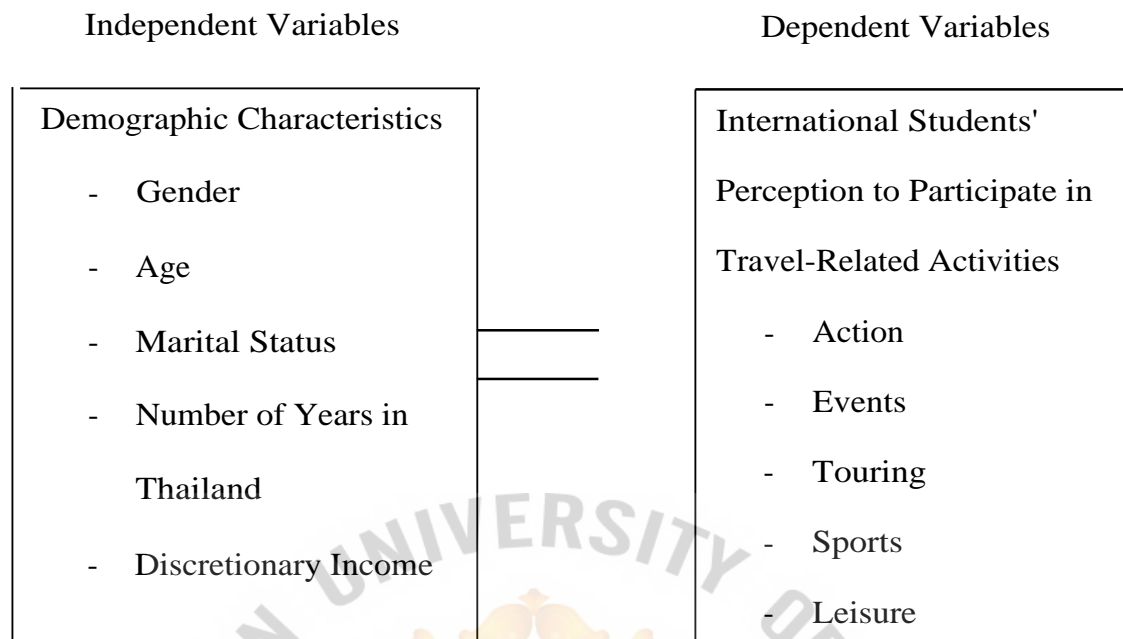 Independent Variables
Dependent Variables
Demographic Characteristics
- Gender
- Age
- Marital Status
- Number of Years in
Thailand
- Discretionary Income
International Students'
Perception to Participate in
Travel-Related Activities
- Action
- Events
- Touring
- Sports
- Leisure
UNIVERSITY